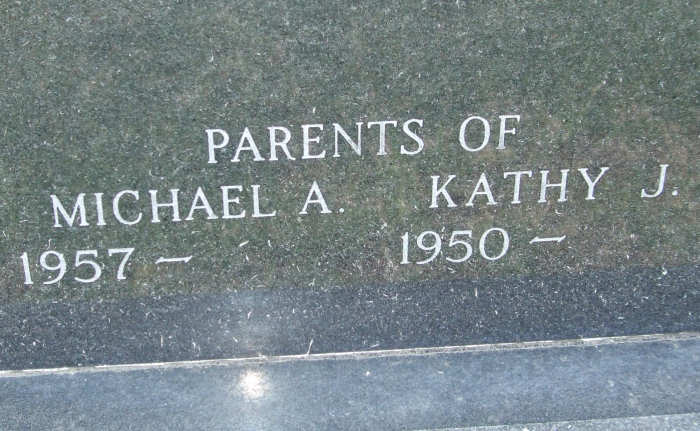 PARENTS OF
MICHAEL A. KATHY J.
1957 – 1950 –